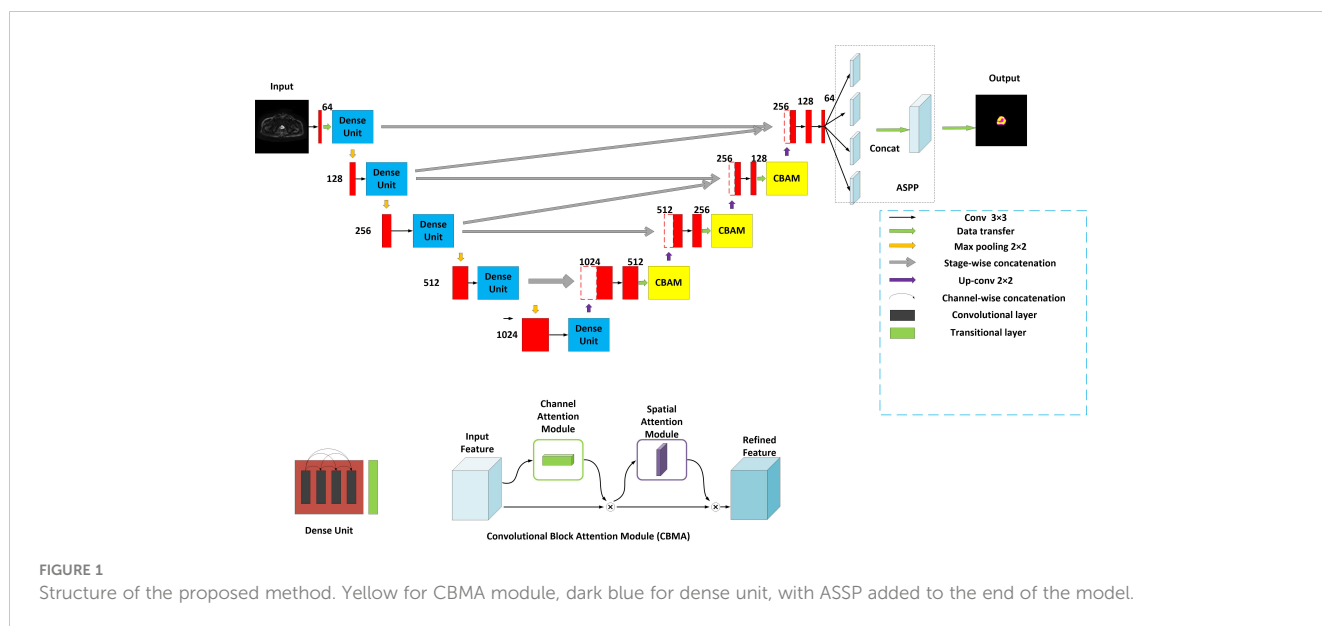 Input
64
Dense
Unit
128
Dense
Unit
256
Dense
Unit
512
Dense
Unit
1024
Dense
Unit
1024
512
CBAM
512
256
CBAM
256
128
CBAM
256
128
64
Concat
ASPP
Output
Conv 3×3
Data transfer
Max pooling 2×2
Stage-wise concatenation
Up-conv 2×2
Channel-wise concatenation
Convolutional layer
Transitional layer
Dense Unit
Input
Feature
Channel
Attention
Module
Spatial
Attention
Module
Refined
Feature
Convolutional Block Attention Module (CBMA)
FIGURE 1
Structure of the proposed method. Yellow for CBMA module, dark blue for dense unit, with ASSP added to the end of the model.